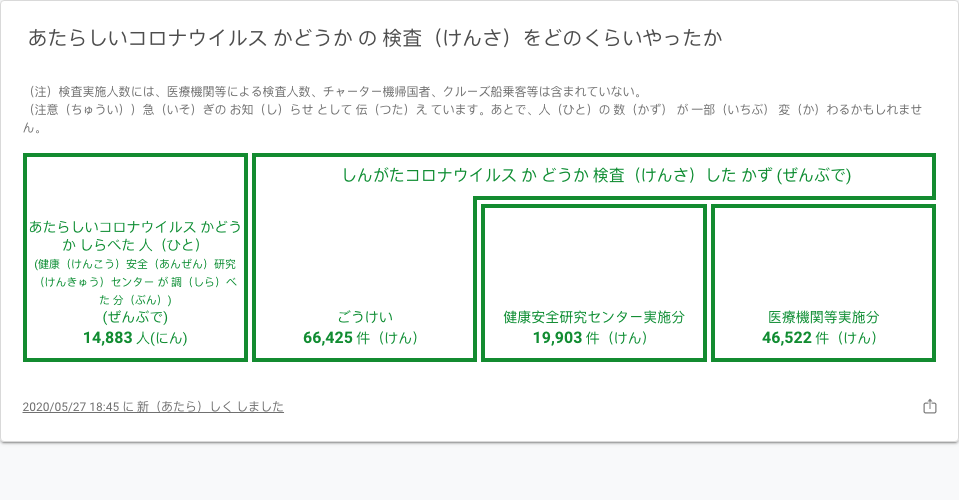 あたらしいコロナウイルス かどうか の 検査（けんさ）をどのくらいやったか
（注）検査実施人数には、医療機関等による検査人数、チャーター機帰国者、クルーズ船乗客等は含まれていない。
（注意（ちゅうい））急（いそ）ぎの お知（し）らせ として 伝（つた）え ています。あとで、人（ひと）の 数（かず） が 一部（いちぶ） 変（か）わるかもしれませ
ん。
しんがたコロナウイルス か どうか 検査（けんさ）した かず (ぜんぶで)
あたらしいコロナウイルス かどう
か しらべた 人（ひと）
(健康（けんこう）安全（あんぜん）研究
（けんきゅう）センター が 調（しら）べ
た 分（ぶん）)
(ぜんぶで)
14,883 人(にん)
ごうけい
66,425 件（けん）
健康安全研究センター実施分
19,903 件（けん）
医療機関等実施分
46,522 件（けん）
2020/05/27 18:45 に 新（あたら）しく しました